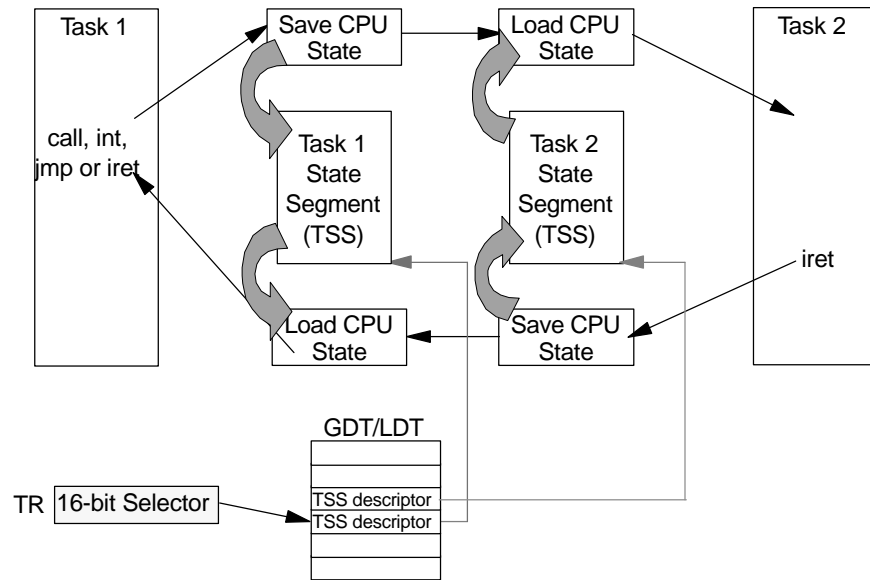 Task 1
Save CPU
State
Load CPU
State
Task 2
call, int,
jmp or iret
Task 1
State
Segment
(TSS)
Task 2
State
Segment
(TSS)
iret
Load CPU
State
Save CPU
State
GDT/LDT
TR
16-bit Selector
TSS descriptor
TSS descriptor